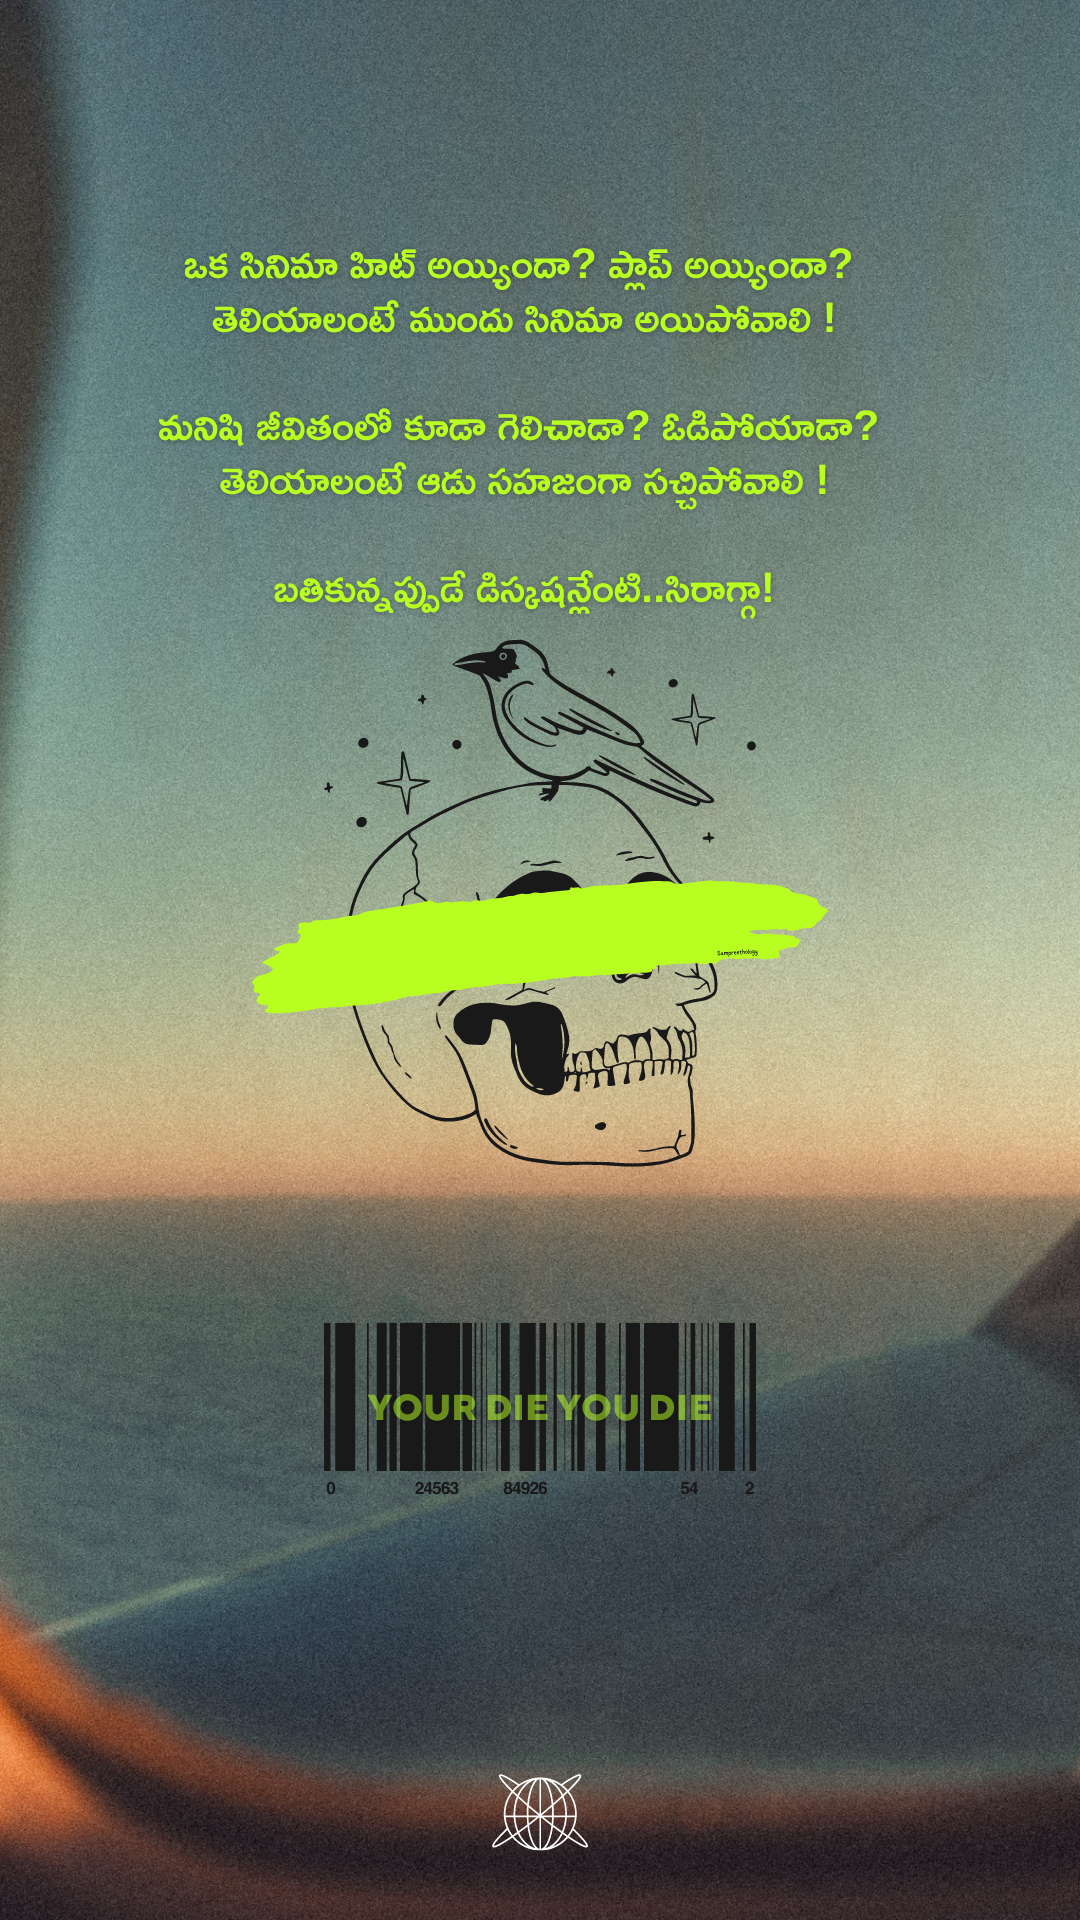 ఒక సినిమా హిట్ అయ్యిందా? ఫ్లాప్ అయ్యిందా?
తెలియాలంటే ముందు సినిమా అయిపోవాలి !
మనిషి జీవితంలో కూడా గెలిచాడా? ఓడిపోయాడా?
తెలియాలంటే ఆడు సహజంగా సచ్చిపోవాలి !
బతికున్నప్పుడే డిస్కషన్లేంటి..సిరాగ్గా!
Sampreethology
YOUR DIE YOU DIE
0 24563 84926 54 2